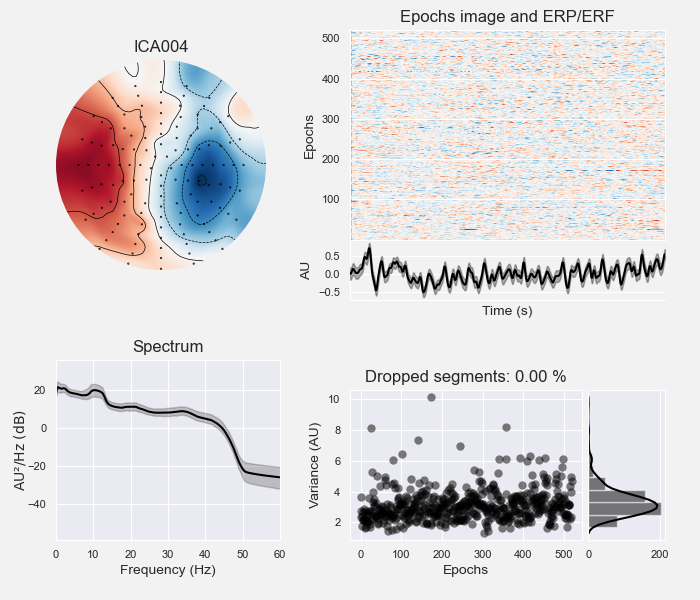 ICA004
Epochs image and ERP/ERF
500
400
300
200
100
Epochs
0.5
0.0
−0.5
AU
Time (s)
Spectrum
20
0
−20
−40
AU²/Hz (dB)
0 10 20 30 40 50 60
Frequency (Hz)
Dropped segments: 0.00 %
10
8
6
4
2
Variance (AU)
0 100 200 300 400 500
Epochs
0 200